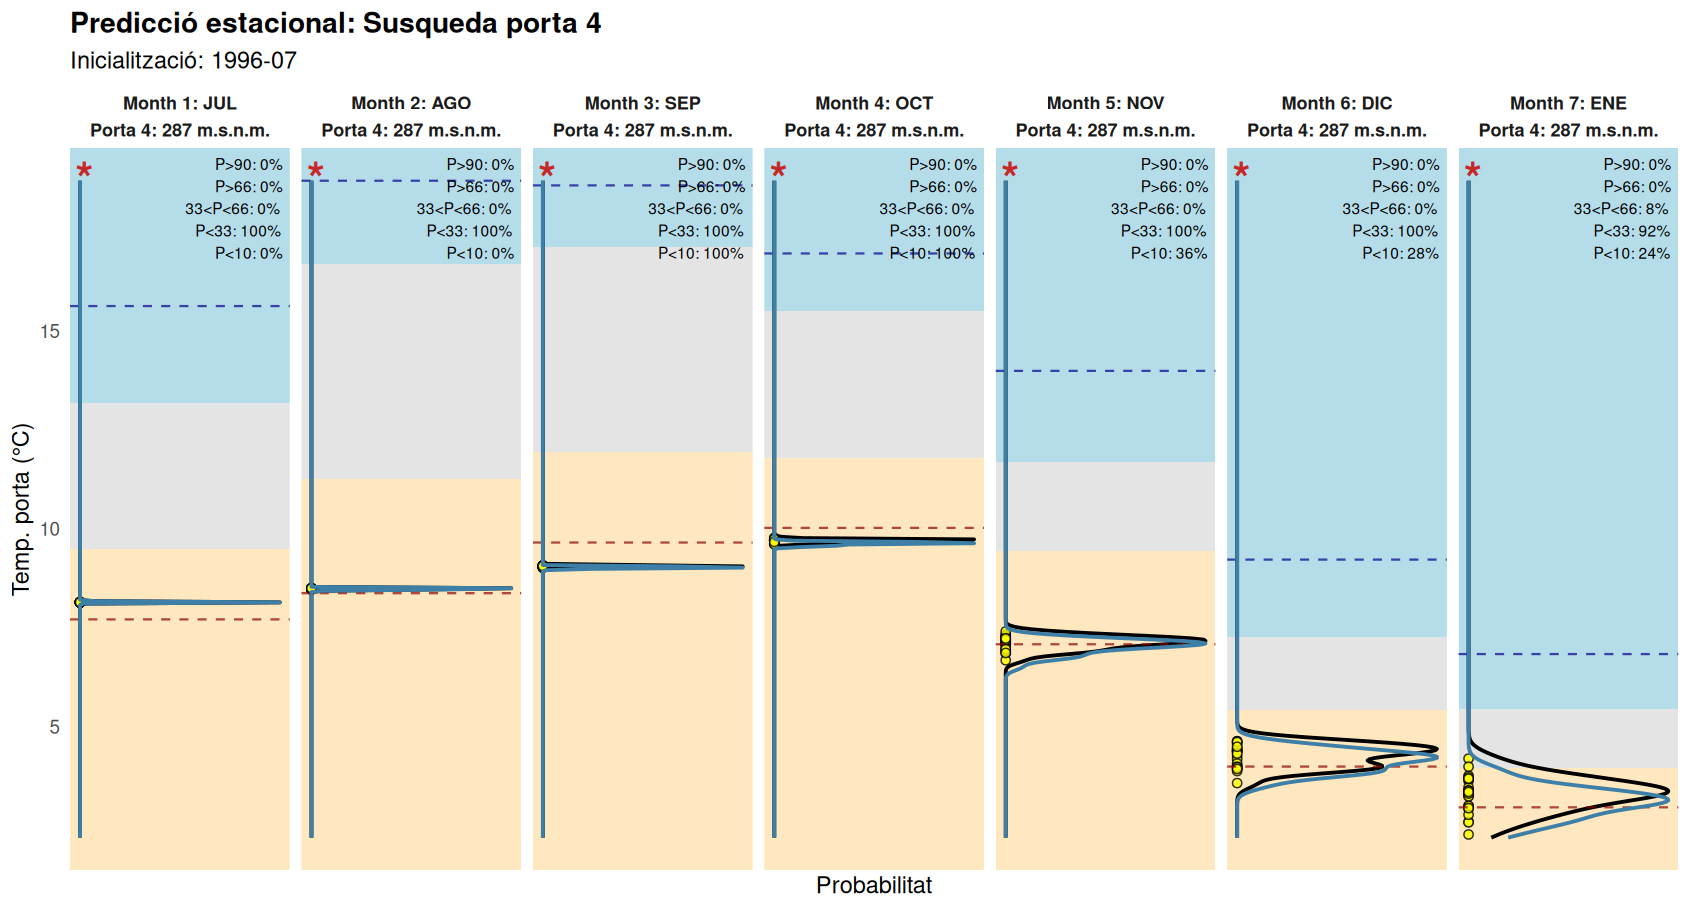 Predicció estacional: Susqueda porta 4
Inicialització: 1996-07
Month 1: JUL
Porta 4: 287 m.s.n.m.
Month 2: AGO
Porta 4: 287 m.s.n.m.
Month 3: SEP
Porta 4: 287 m.s.n.m.
Month 4: OCT
Porta 4: 287 m.s.n.m.
Month 5: NOV
Porta 4: 287 m.s.n.m.
Month 6: DIC
Porta 4: 287 m.s.n.m.
Month 7: ENE
Porta 4: 287 m.s.n.m.
*
P>90: 0%
P>66: 0%
33<P<66: 0%
P<33: 100%
P<10: 0%
*
P>90: 0%
P>66: 0%
33<P<66: 0%
P<33: 100%
P<10: 0%
*
P>90: 0%
P>66: 0%
33<P<66: 0%
P<33: 100%
P<10: 100%
*
P>90: 0%
P>66: 0%
33<P<66: 0%
P<33: 100%
P<10: 100%
*
P>90: 0%
P>66: 0%
33<P<66: 0%
P<33: 100%
P<10: 36%
*
P>90: 0%
P>66: 0%
33<P<66: 0%
P<33: 100%
P<10: 28%
*
P>90: 0%
P>66: 0%
33<P<66: 8%
P<33: 92%
P<10: 24%
15
10
5
Temp. porta (°C)
Probabilitat